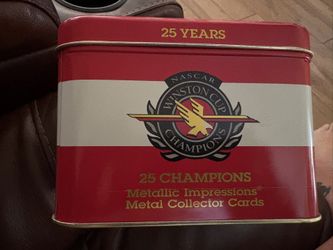 25 YEARS
NASCAR
WINSTON CUP
CHAMPIONS
25 CHAMPIONS
Metallic Impressions®
Metal Collector Cards